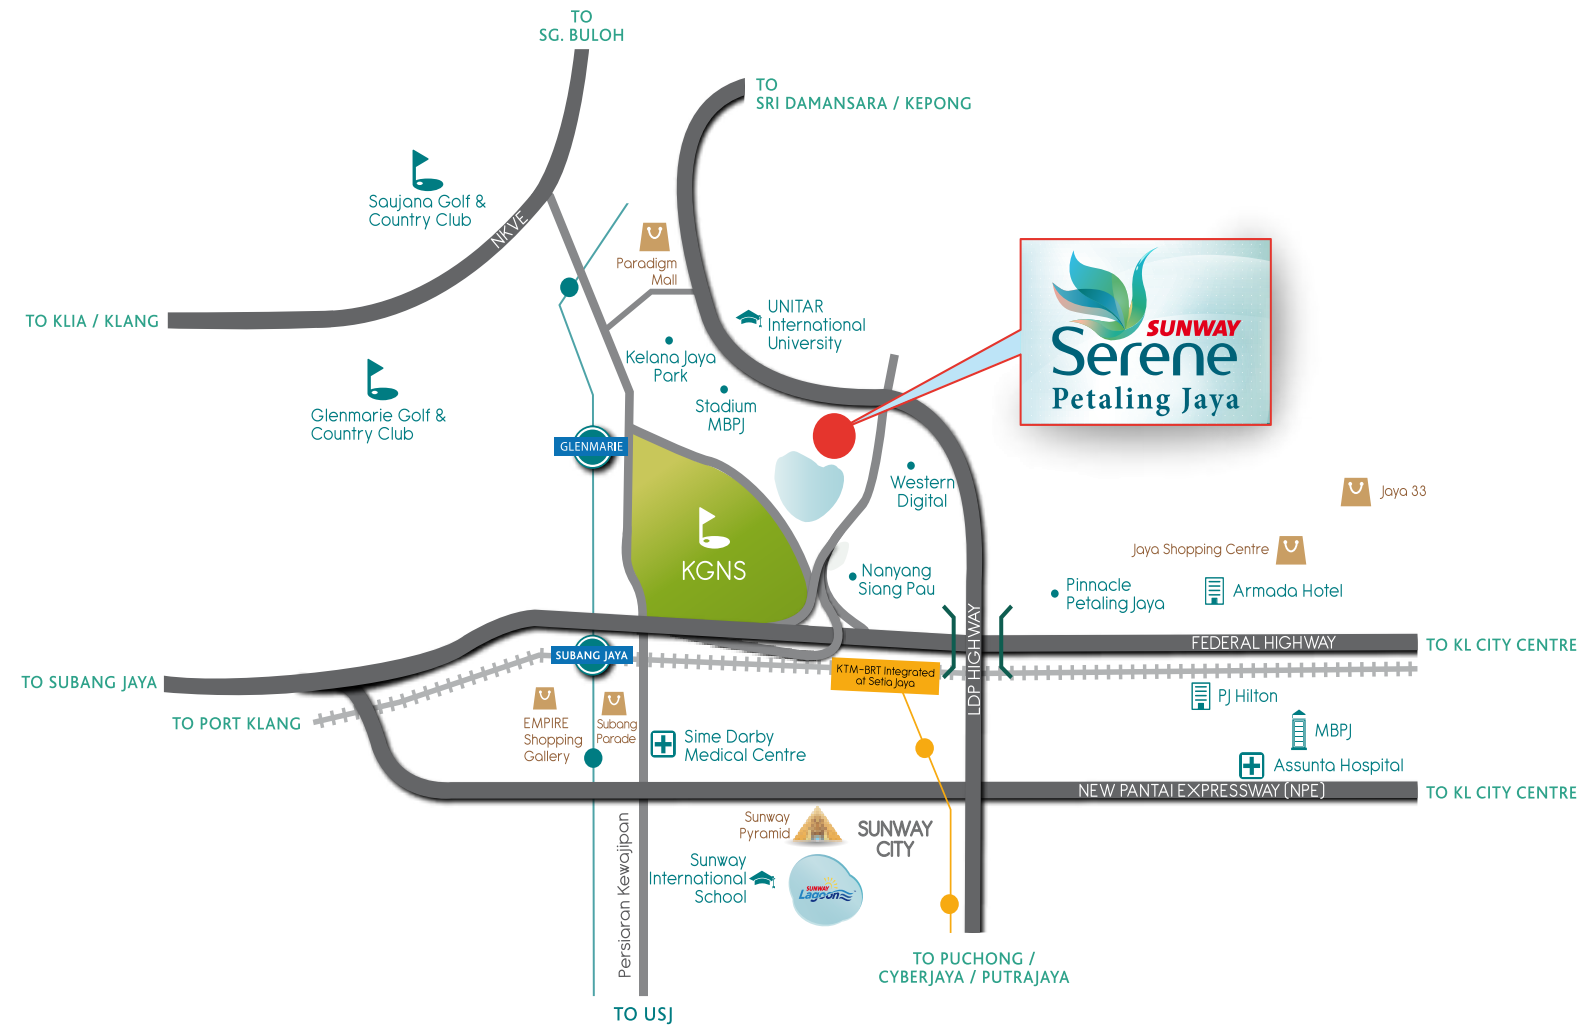 TO
SG. BULOH
TO
SRI DAMANSARA / KEPONG
Saujana Golf &
Country Club
NKVE
Paradigm
Mall
TO KLIA / KLANG
UNITAR
International
University
SUNWAY
Serene
Petaling Jaya
Kelana Jaya
Park
Glenmarie Golf &
Country Club
Stadium
MBPJ
GLENMARIE
Western
Digital
Jaya 33
KGNS
Jaya Shopping Centre
Nanyang
Siang Pau
Pinnacle
Petaling Jaya
Armada Hotel
LDP HIGHWAY
FEDERAL HIGHWAY
TO KL CITY CENTRE
SUBANG JAYA
KTM-BRT Integrated
at Setia Jaya
TO SUBANG JAYA
TO PORT KLANG
PJ Hilton
EMPIRE
Shopping
Gallery
Subang
Parade
Sime Darby
Medical Centre
MBPJ
Assunta Hospital
NEW PANTAI EXPRESSWAY (NPE)
TO KL CITY CENTRE
Persiaran Kewajipan
Sunway
Pyramid
SUNWAY
CITY
Sunway
International
School
SUNWAY
Lagoon
TO PUCHONG /
CYBERJAYA / PUTRAJAYA
TO USJ